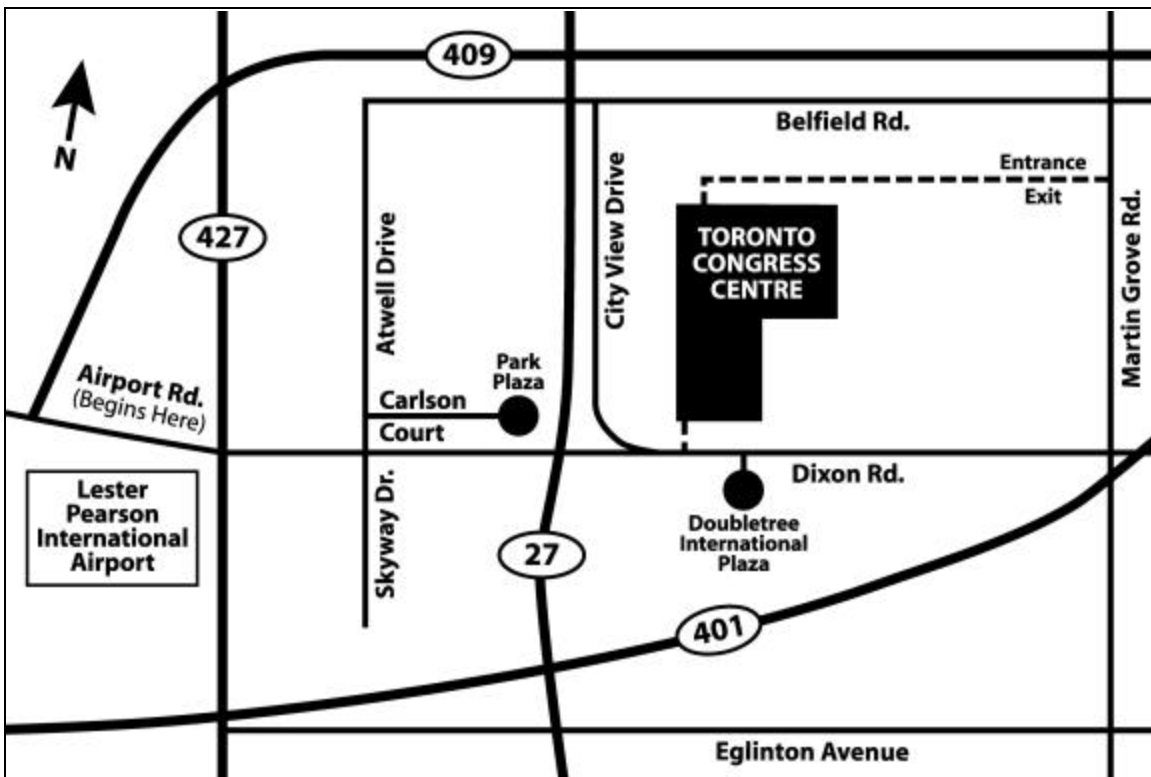 409
Belfield Rd.
N
Entrance
Exit
427
TORONTO
CONGRESS
CENTRE
Atwell Drive
City View Drive
Martin Grove Rd.
Park
Plaza
Airport Rd.
(Begins Here)
Carlson
Court
Dixon Rd.
Lester
Pearson
International
Airport
Skyway Dr.
Doubletree
International
Plaza
27
401
Eglinton Avenue